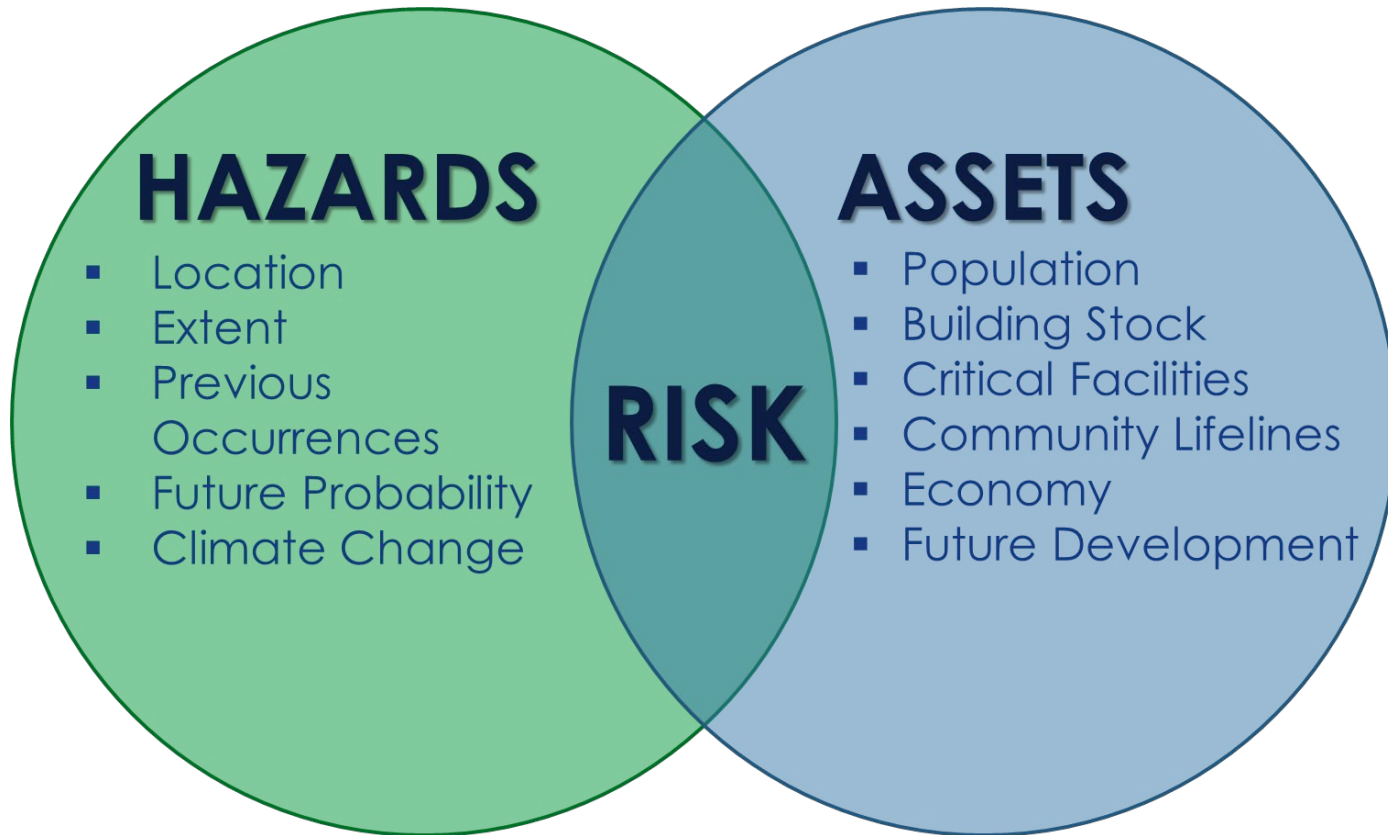 HAZARDS
▪ Location
▪ Extent
▪ Previous
Occurrences
▪ Future Probability
▪ Climate Change
RISK
ASSETS
▪ Population
▪ Building Stock
▪ Critical Facilities
▪ Community Lifelines
▪ Economy
▪ Future Development